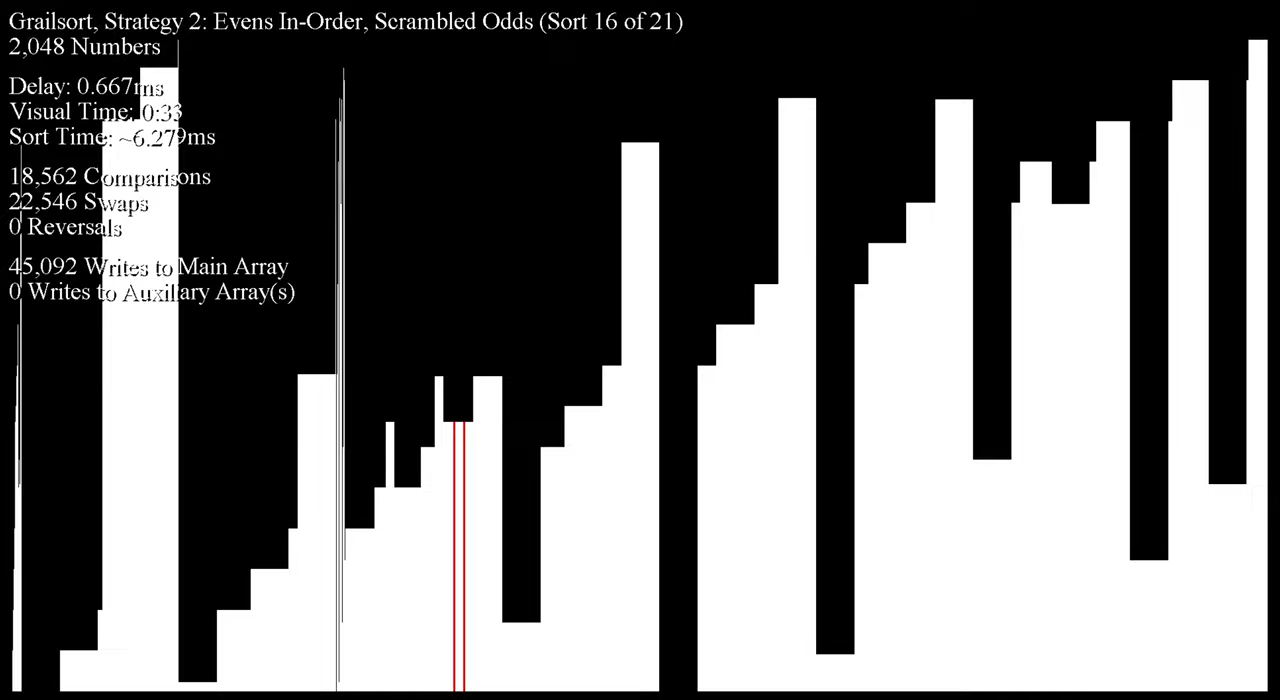 Grailsort, Strategy 2: Evens In-Order, Scrambled Odds (Sort 16 of 21)
2,048 Numbers
Delay: 0.667ms
Visual Time: 0:33
Sort Time: ~6.279ms
18,562 Comparisons
22,546 Swaps
0 Reversals
45,092 Writes to Main Array
0 Writes to Auxiliary Array(s)